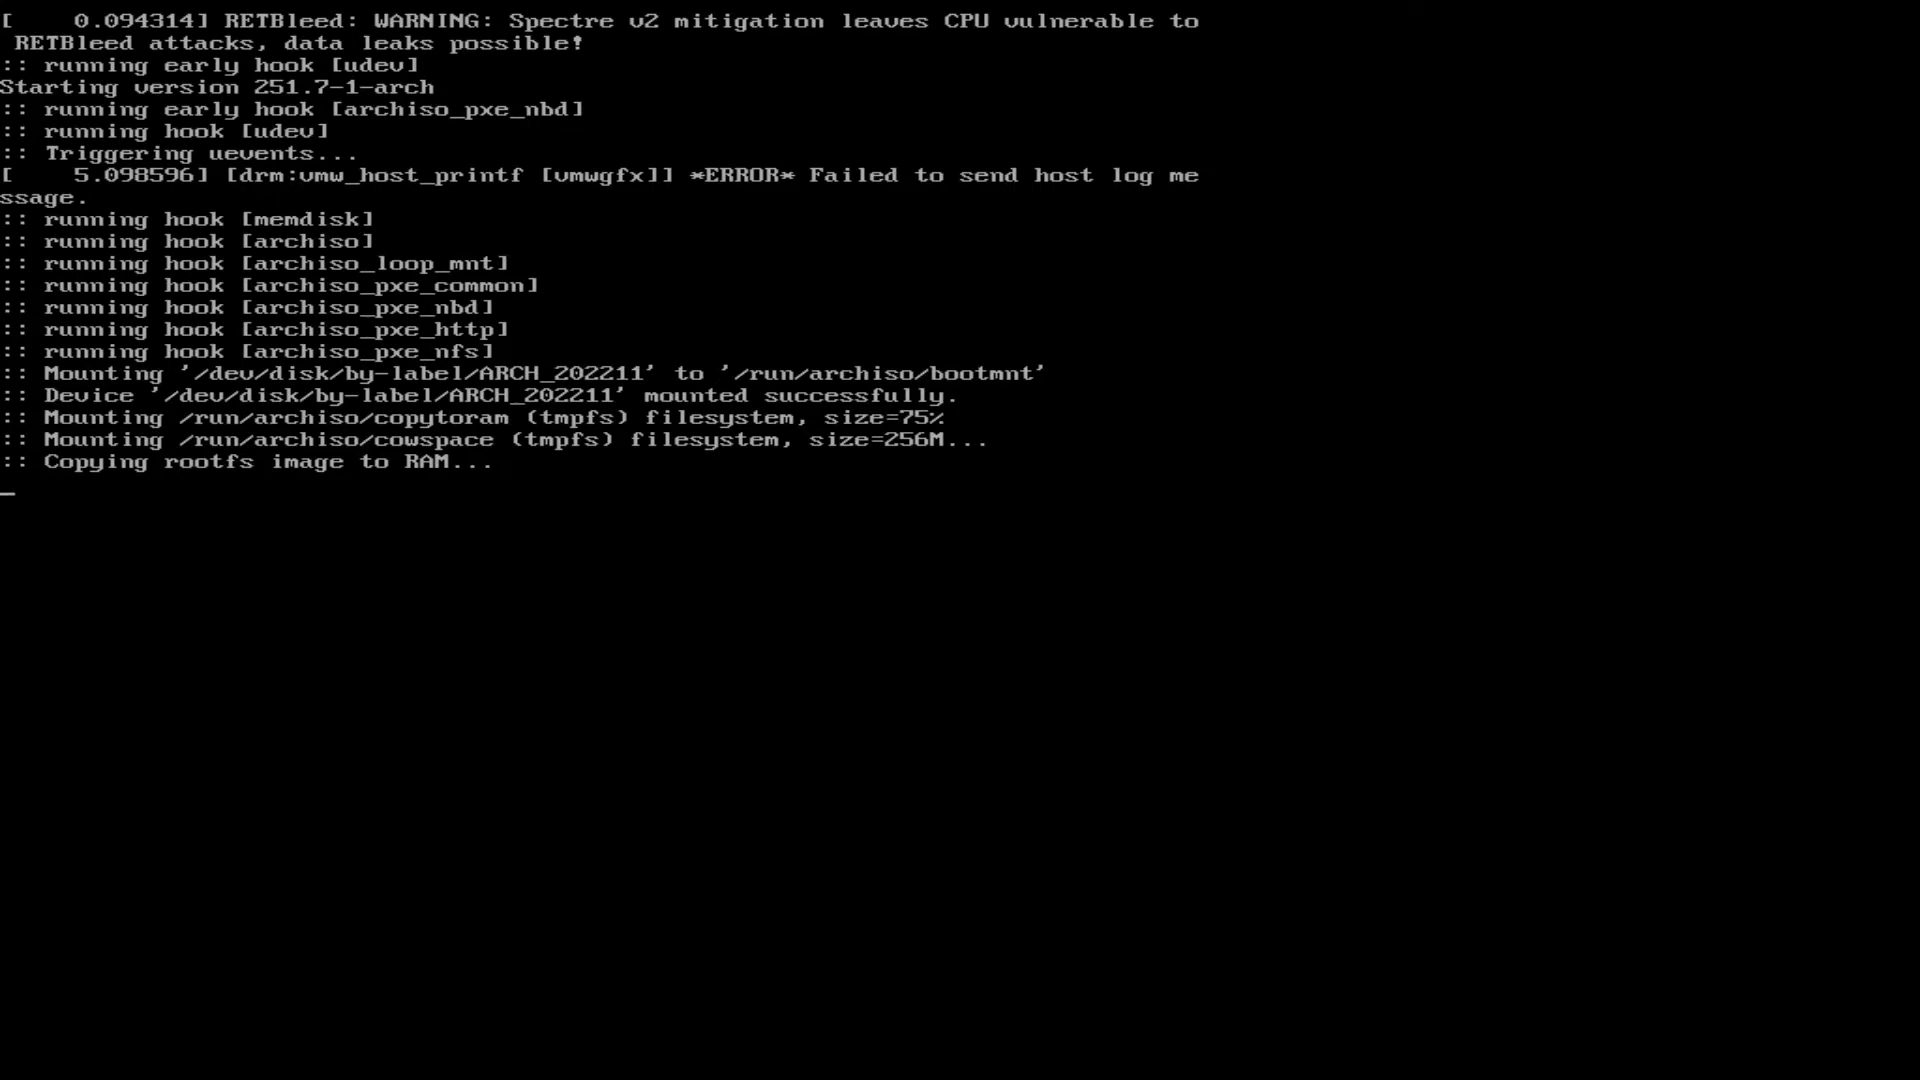 [    0.094314] RETBleed: WARNING: Spectre v2 mitigation leaves CPU vulnerable to
 RETBleed attacks, data leaks possible!
:: running early hook [udev]
Starting version 251.7-1-arch
:: running early hook [archiso_pxe_nbd]
:: running hook [udev]
:: Triggering uevents...
[    5.098596] [drm:vmw_host_printf [vmwgfx]] *ERROR* Failed to send host log me
ssage.
:: running hook [memdisk]
:: running hook [archiso]
:: running hook [archiso_loop_mnt]
:: running hook [archiso_pxe_common]
:: running hook [archiso_pxe_nbd]
:: running hook [archiso_pxe_http]
:: running hook [archiso_pxe_nfs]
:: Mounting '/dev/disk/by-label/ARCH_202211' to '/run/archiso/bootmnt'
:: Device '/dev/disk/by-label/ARCH_202211' mounted successfully.
:: Mounting /run/archiso/copytoram (tmpfs) filesystem, size=75%
:: Mounting /run/archiso/cowspace (tmpfs) filesystem, size=256M...
:: Copying rootfs image to RAM...